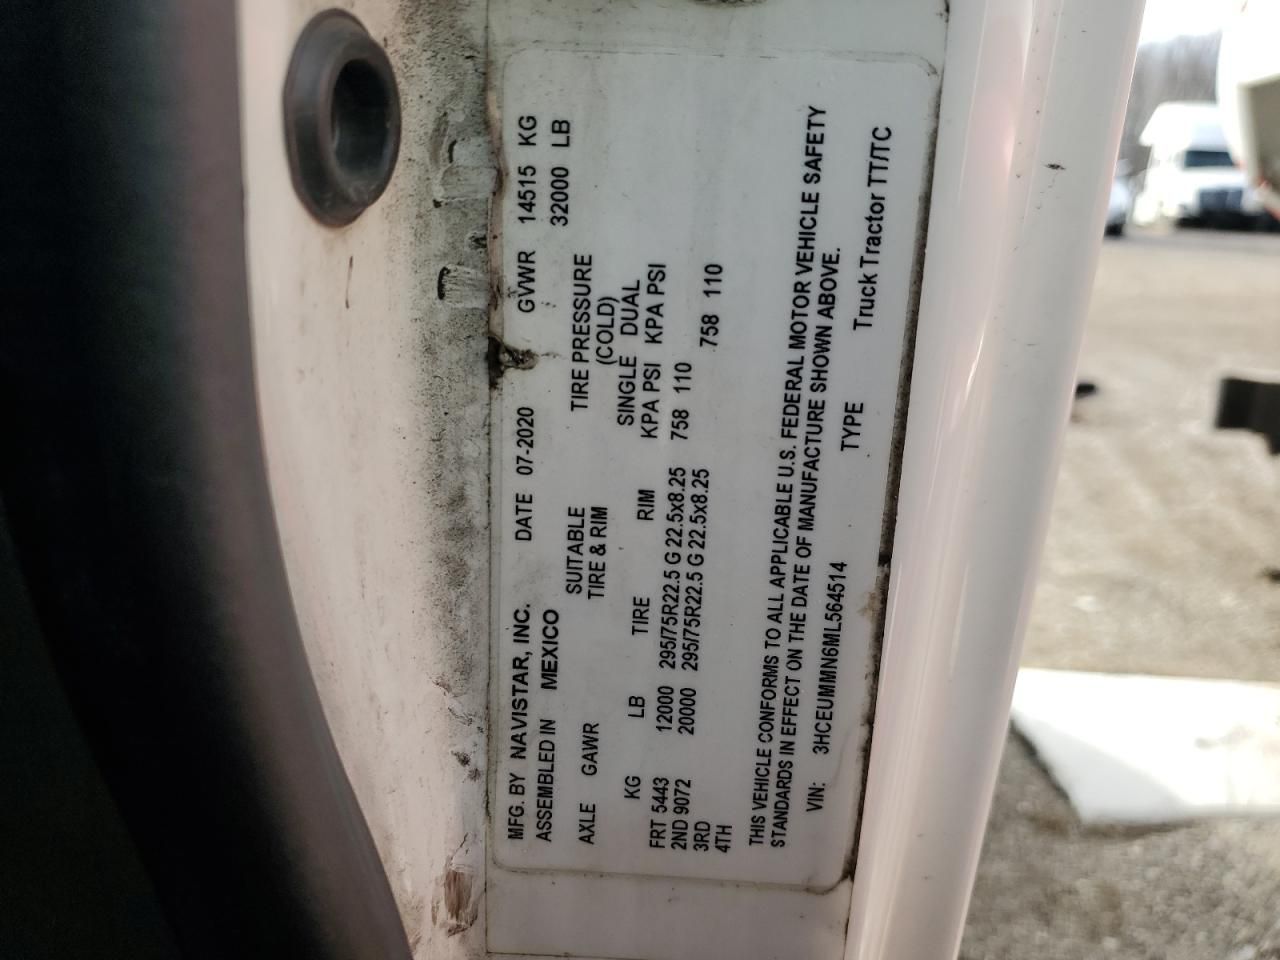 MFG. BY NAVISTAR, INC. DATE 07-2020 GVWR 14515 KG
ASSEMBLED IN MEXICO 32000 LB
AXLE GAWR SUITABLE TIRE PRESSURE
TIRE & RIM (COLD)
SINGLE DUAL
KG LB TIRE RIM KPA PSI KPA PSI
FRT 5443 12000 295/75R22.5 G 22.5x8.25 758 110
2ND 9072 20000 295/75R22.5 G 22.5x8.25 758 110
3RD
4TH
THIS VEHICLE CONFORMS TO ALL APPLICABLE U.S. FEDERAL MOTOR VEHICLE SAFETY
STANDARDS IN EFFECT ON THE DATE OF MANUFACTURE SHOWN ABOVE.
VIN: 3HCEUMMN6ML564514 TYPE Truck Tractor TT/TC